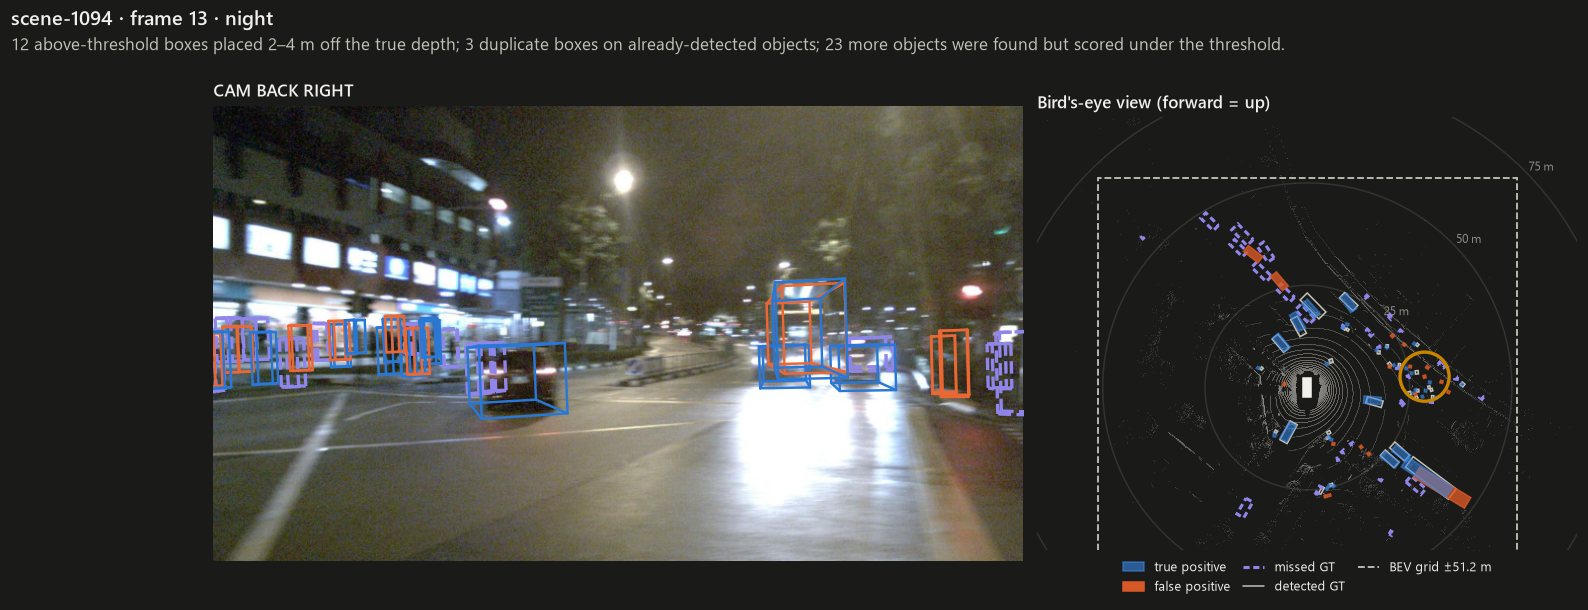 scene-1094 · frame 13 · night
12 above-threshold boxes placed 2–4 m off the true depth; 3 duplicate boxes on already-detected objects; 23 more objects were found but scored under the threshold.
CAM BACK RIGHT
Bird's-eye view (forward = up)
75 m
50 m
25 m
true positive
missed GT
BEV grid ±51.2 m
false positive
detected GT